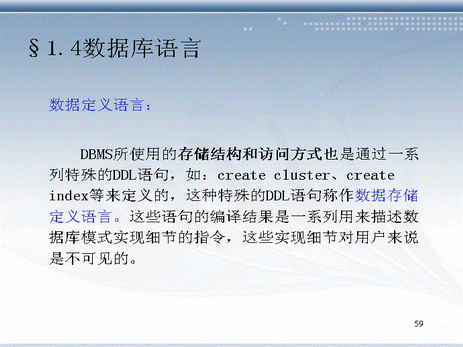 §1.4数据库语言
数据定义语言：
DBMS所使用的存储结构和访问方式也是通过一系
列特殊的DDL语句，如：create cluster、create
index等来定义的，这种特殊的DDL语句称作数据存储
定义语言。这些语句的编译结果是一系列用来描述数
据库模式实现细节的指令，这些实现细节对用户来说
是不可见的。
59